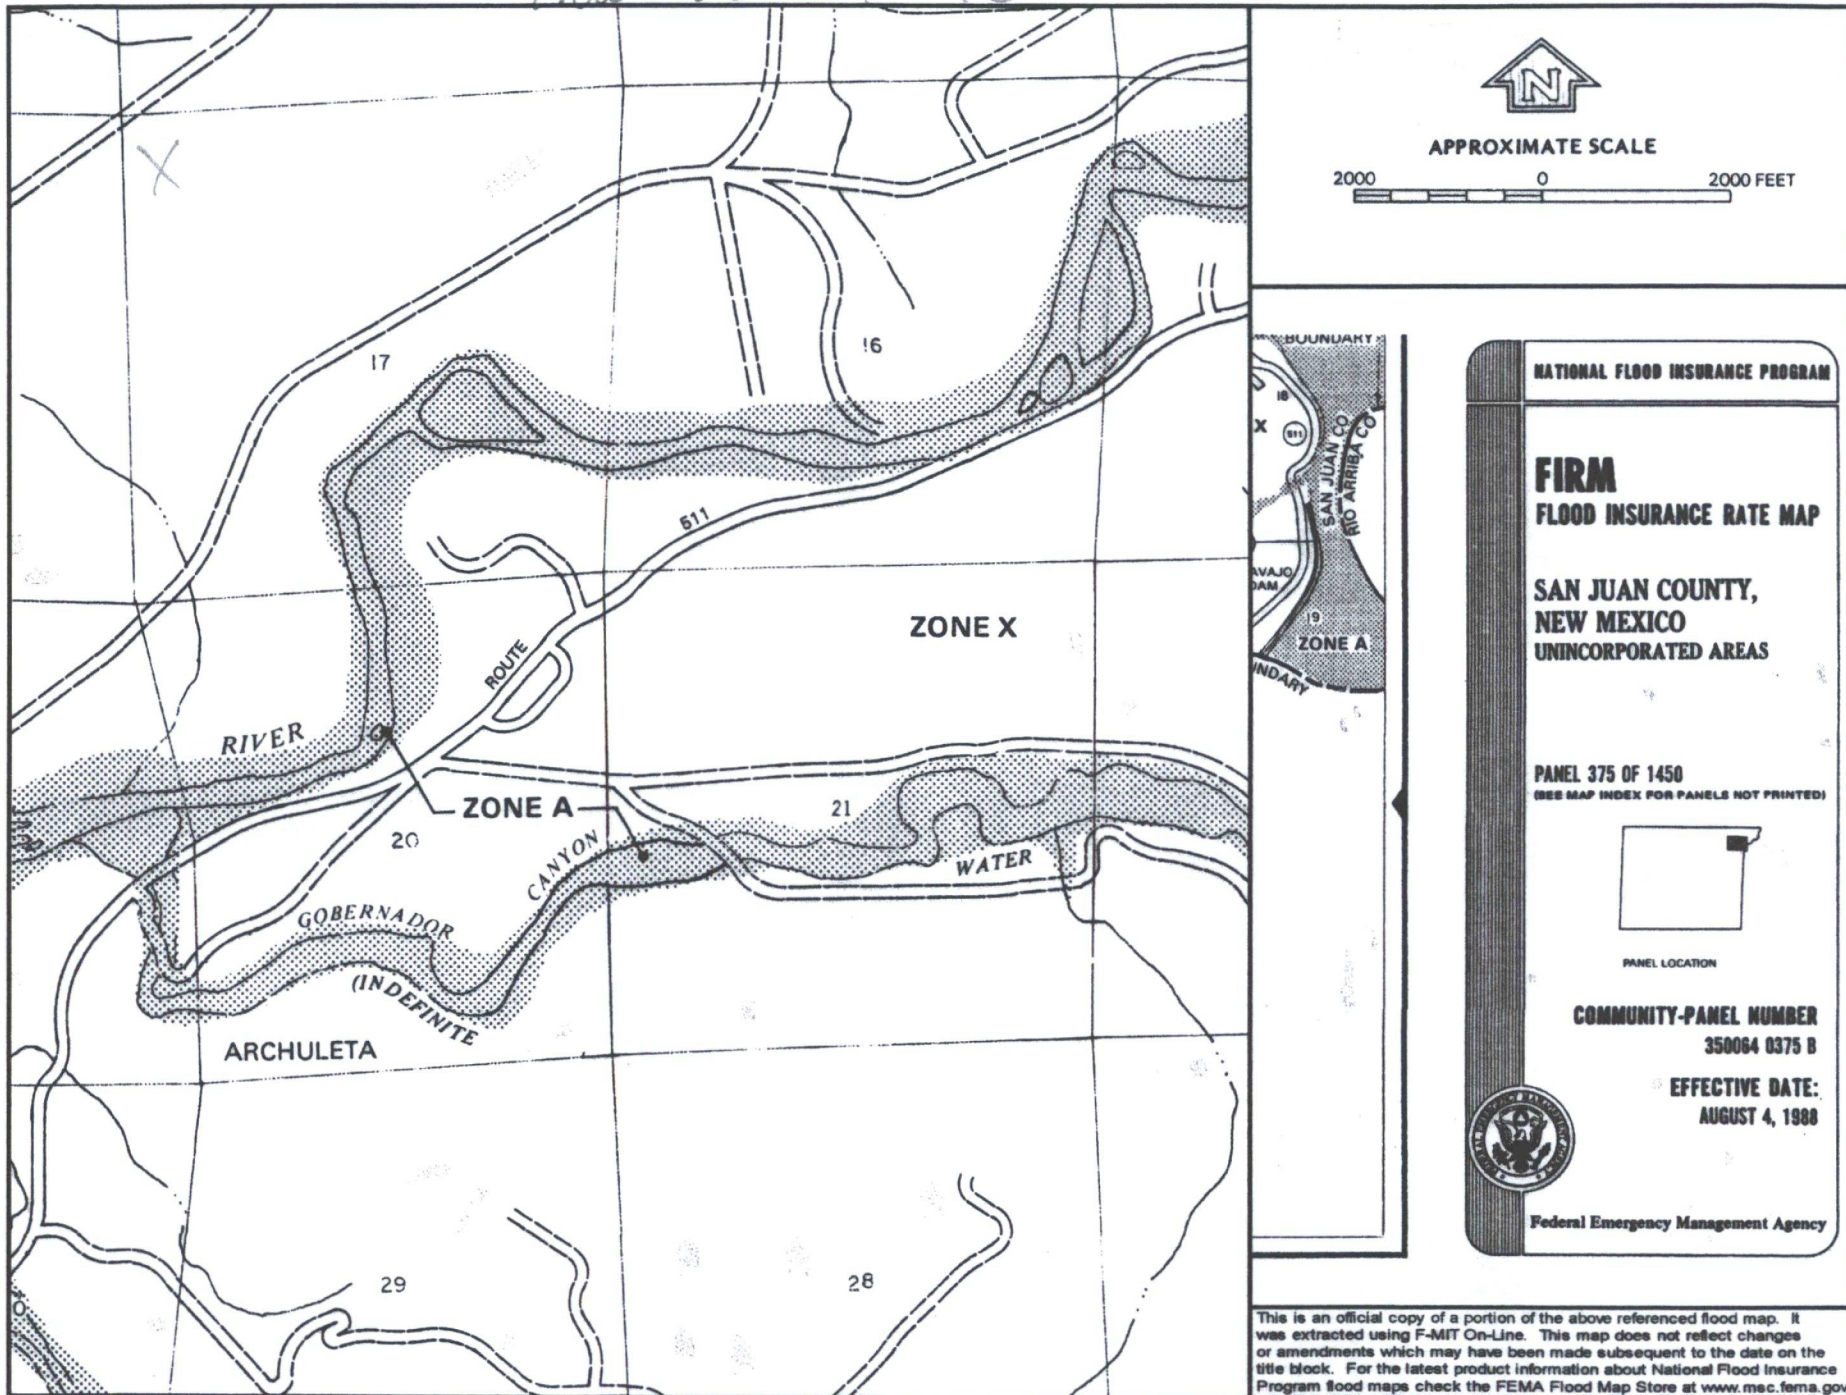 N
APPROXIMATE SCALE
2000 0 2000 FEET
17
16
511
ROUTE
ZONE X
RIVER
ZONE A
20
21
CANYON
WATER
GOBERNADOR
(INDEFINITE
ARCHULETA
29
28
BOUNDARY
18
X
511
SAN JUAN CO
RIO ARRIBA CO
AVAJO
DAM
19
ZONE A
NDARY
NATIONAL FLOOD INSURANCE PROGRAM
FIRM
FLOOD INSURANCE RATE MAP
SAN JUAN COUNTY,
NEW MEXICO
UNINCORPORATED AREAS
PANEL 375 OF 1450
(SEE MAP INDEX FOR PANELS NOT PRINTED)
PANEL LOCATION
COMMUNITY-PANEL NUMBER
350064 0375 B
EFFECTIVE DATE:
AUGUST 4, 1988
Federal Emergency Management Agency
This is an official copy of a portion of the above referenced flood map. It
was extracted using F-MIT On-Line. This map does not reflect changes
or amendments which may have been made subsequent to the date on the
title block. For the latest product information about National Flood Insurance
Program flood maps check the FEMA Flood Map Store at www.msc.fema.gov